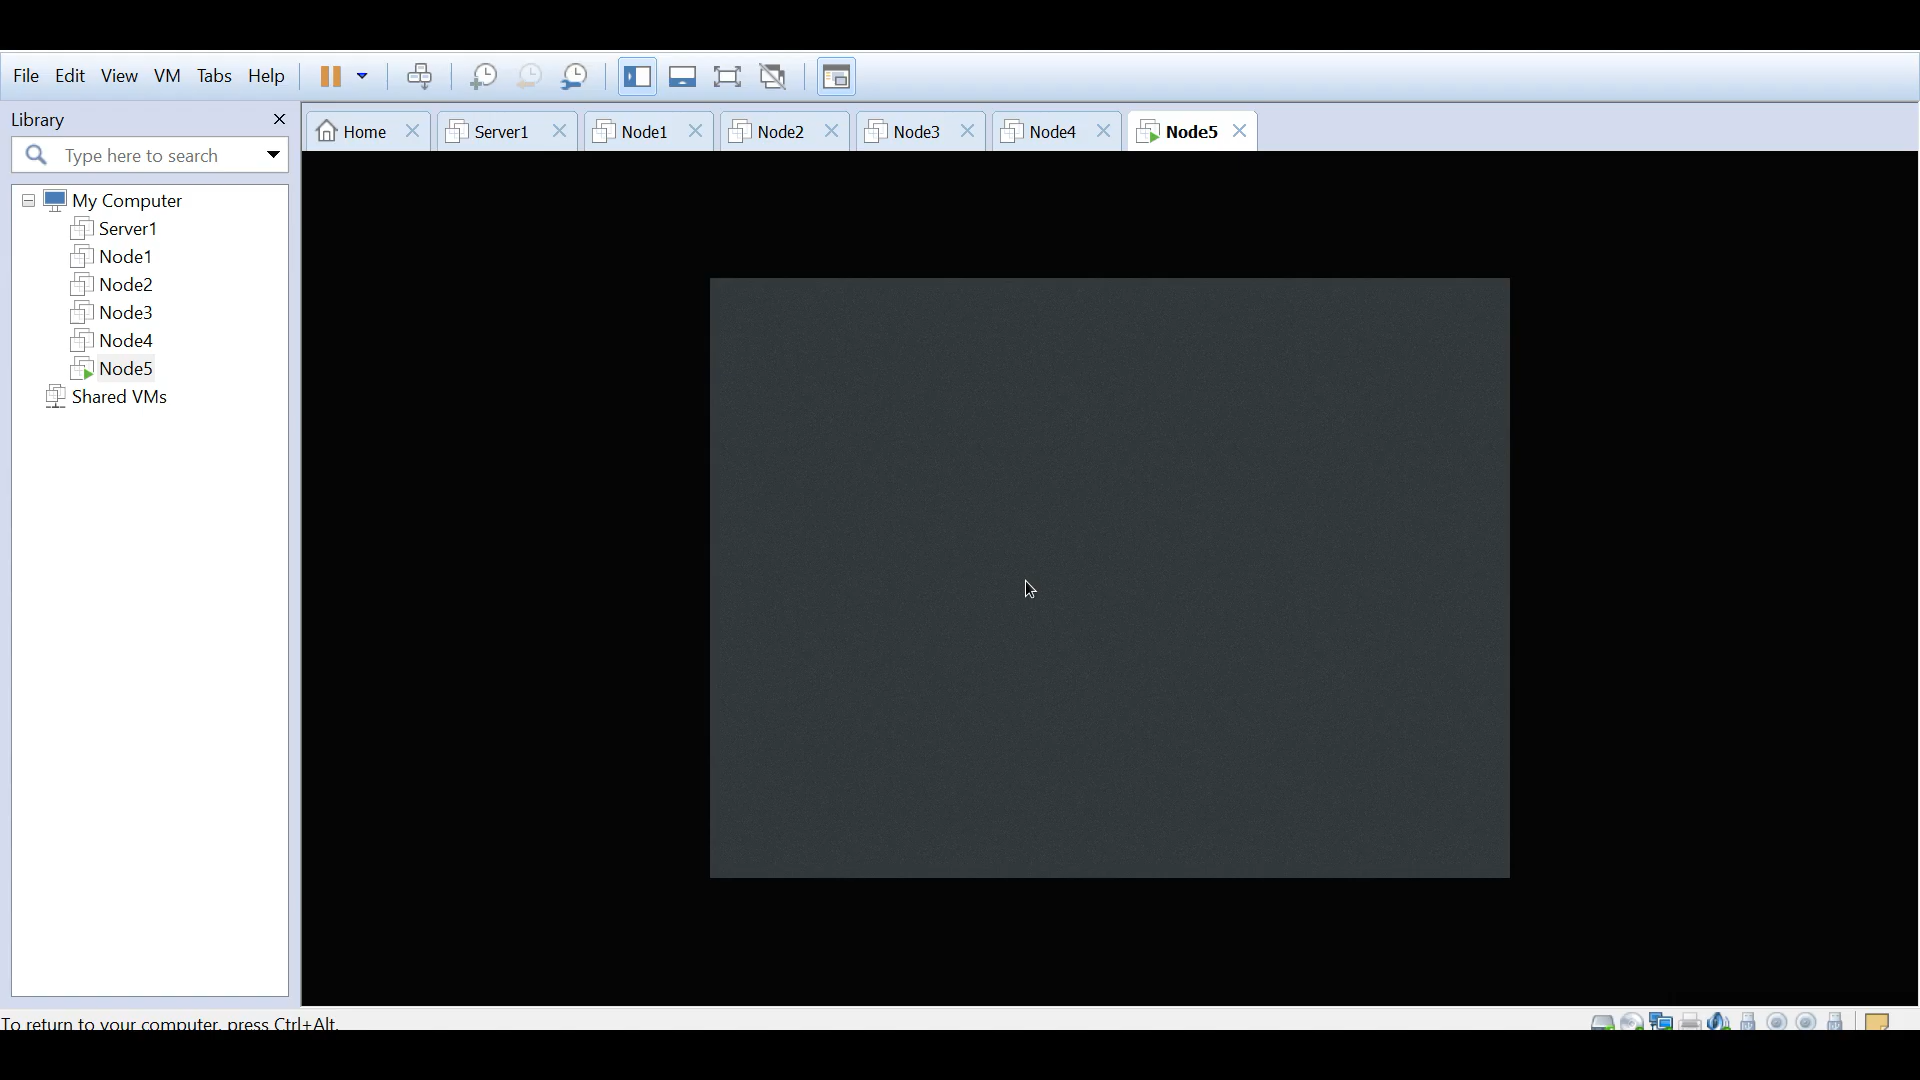 File Edit View VM Tabs Help
Library
Home Server1 Node1 Node2 Node3 Node4 Node5
Type here to search
My Computer
Server1
Node1
Node2
Node3
Node4
Node5
Shared VMs
To return to your computer, press Ctrl+Alt.